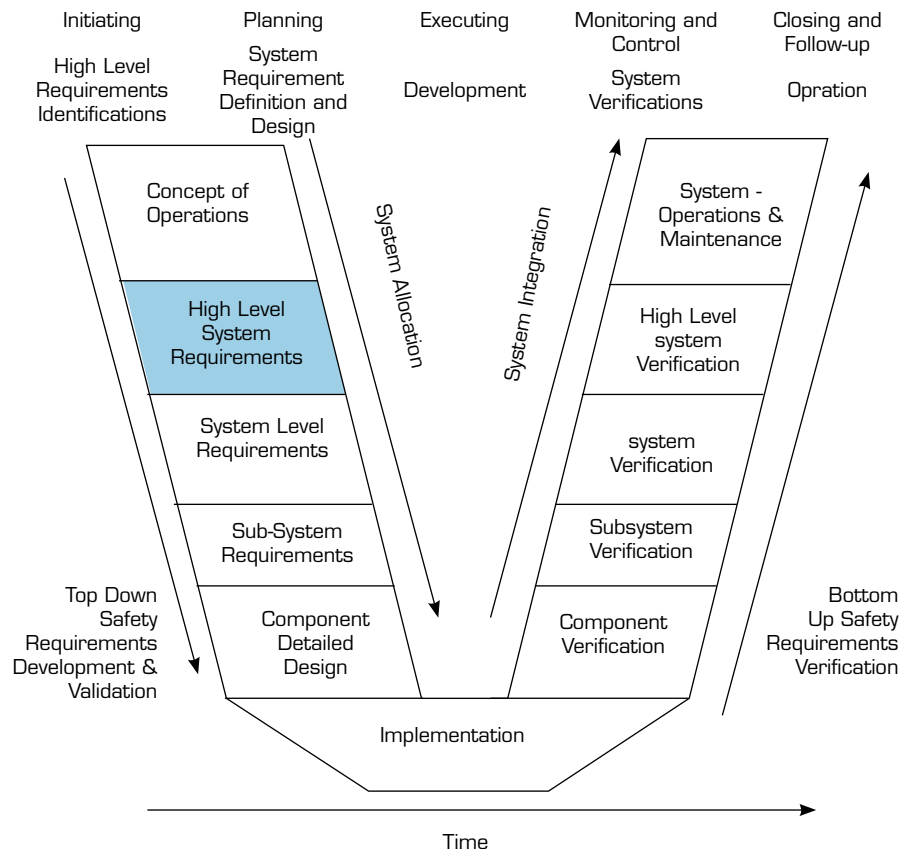 Initiating
High Level
Requirements
Identifications
Planning
System
Requirement
Definition and
Design
Executing
Development
Monitoring and
Control
System
Verifications
Closing and
Follow-up
Opration
Concept of
Operations
High Level
System
Requirements
System Level
Requirements
Sub-System
Requirements
Component
Detailed
Design
System Allocation
System Integration
System -
Operations &
Maintenance
High Level
system
Verification
system
Verification
Subsystem
Verification
Component
Verification
Top Down
Safety
Requirements
Development &
Validation
Bottom
Up Safety
Requirements
Verification
Implementation
Time